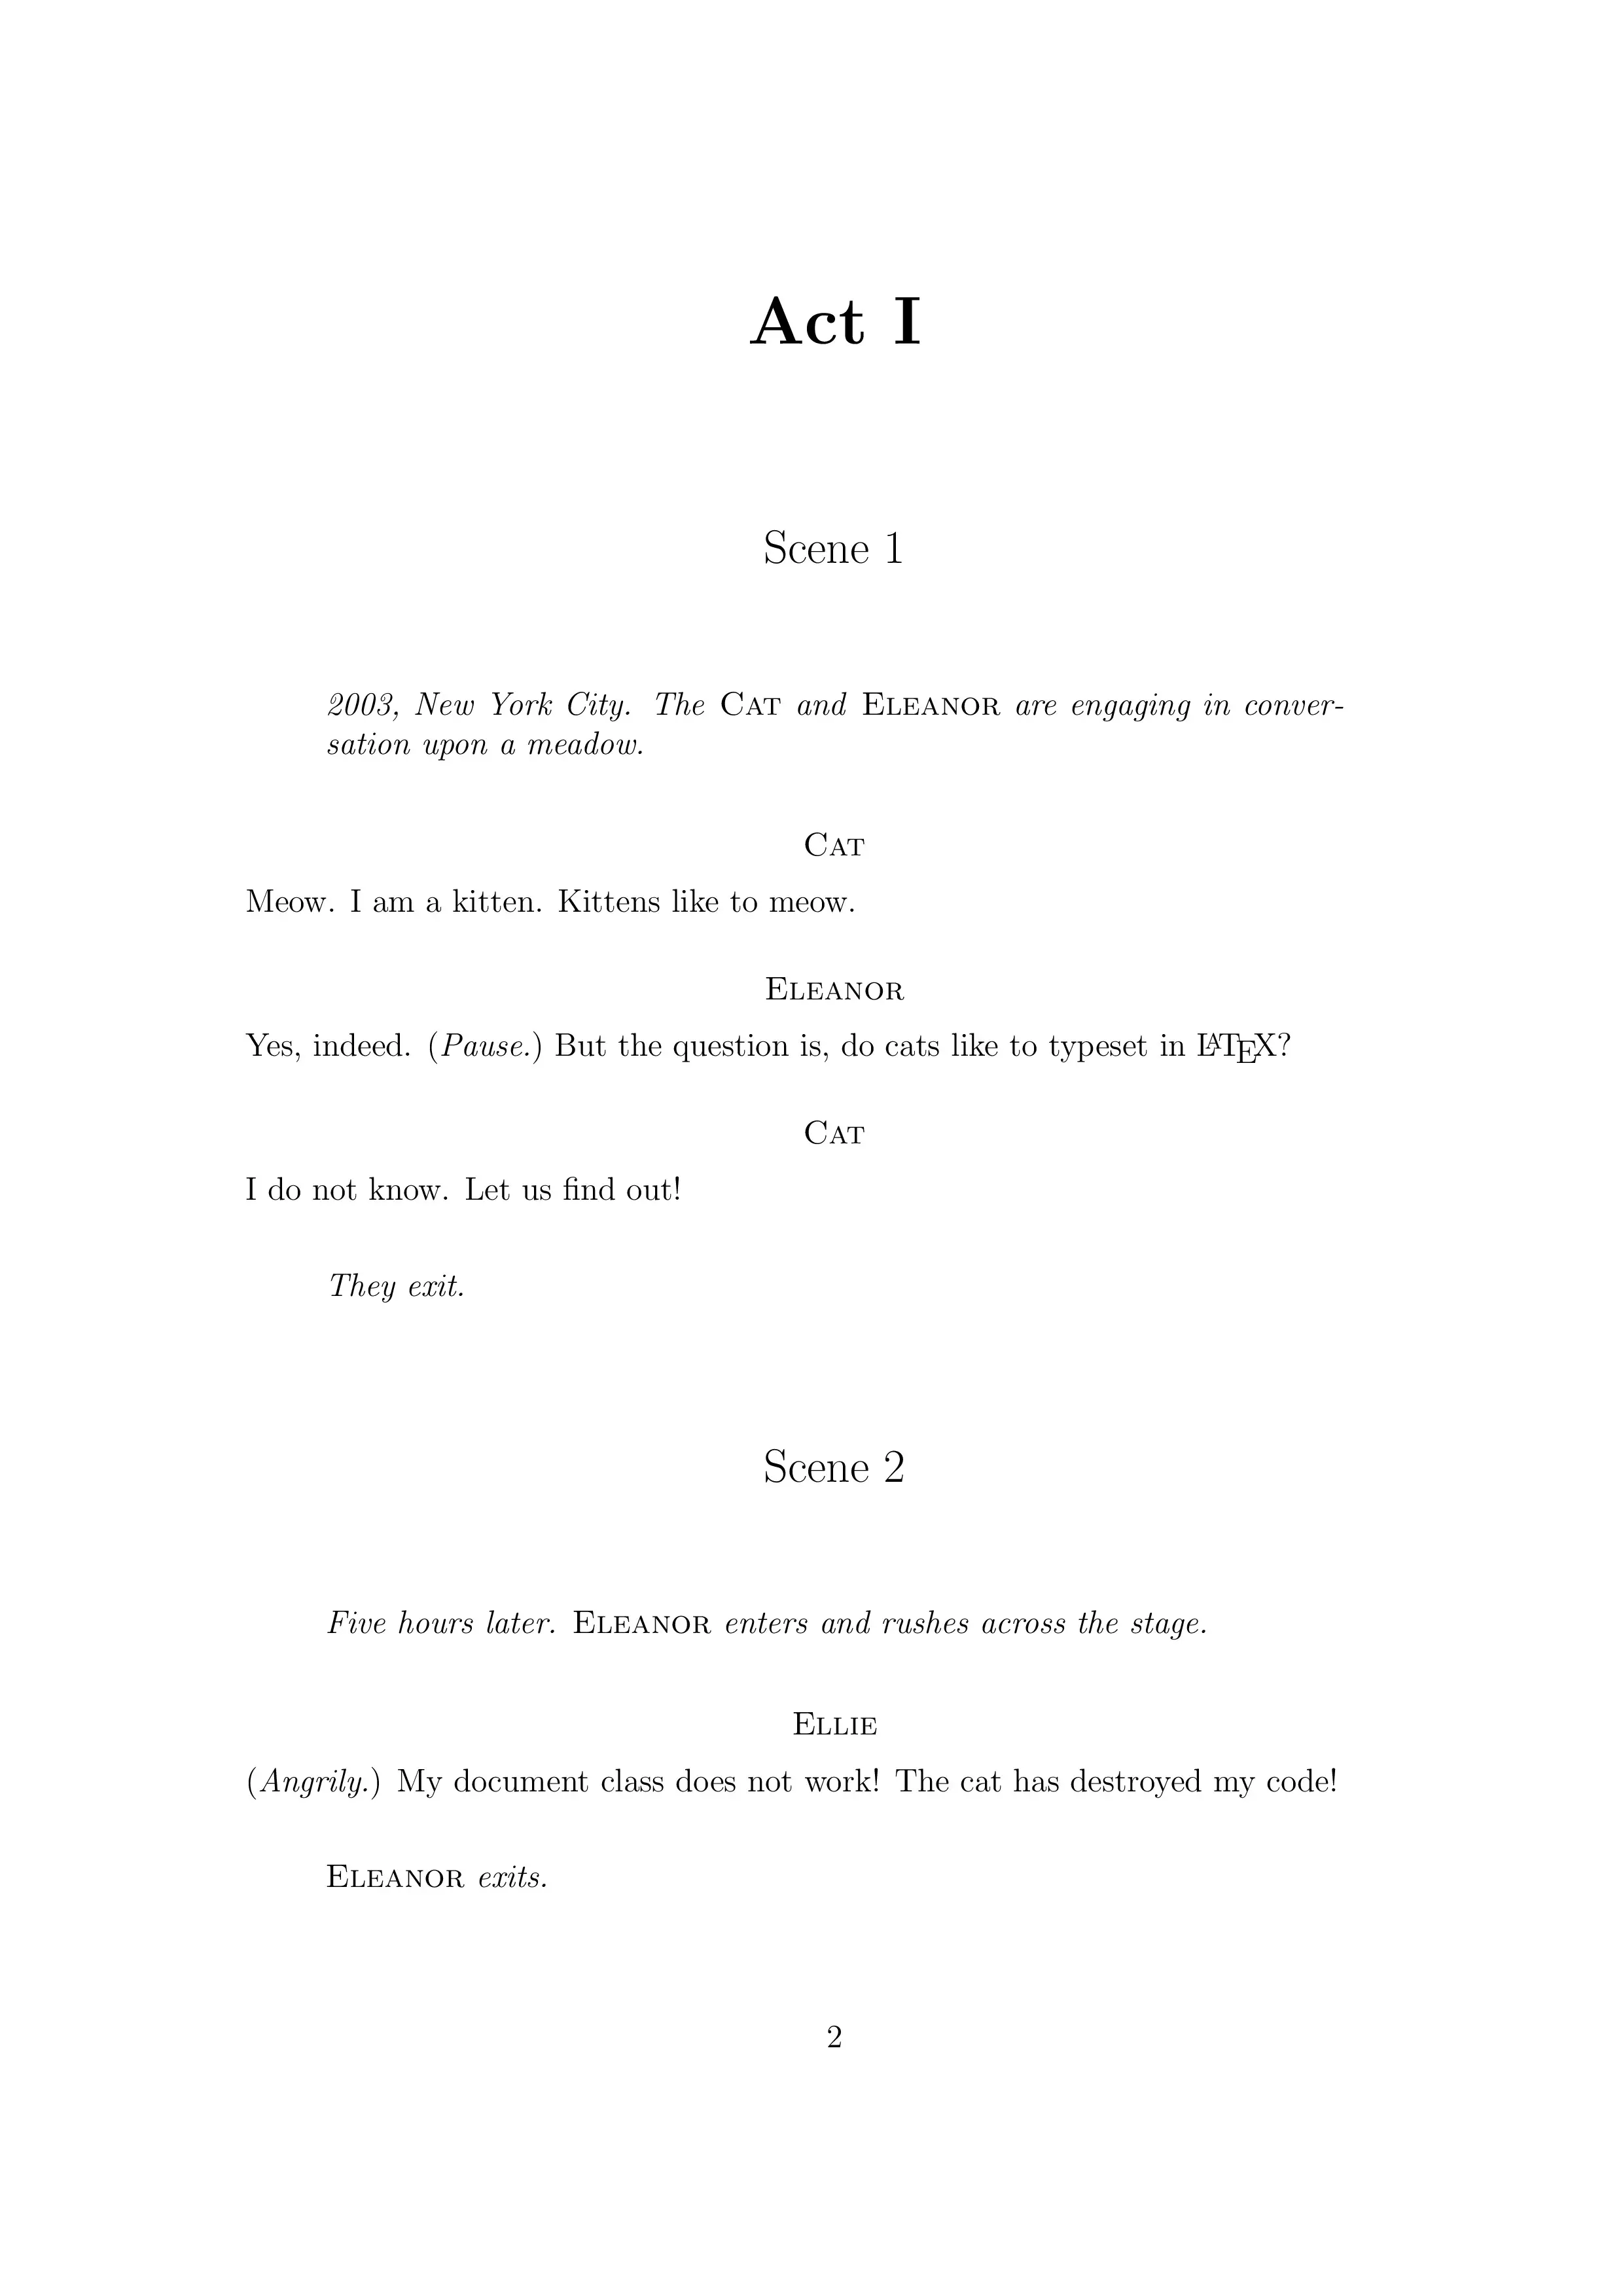 Act I
Scene 1
2003, New York City. The Cat and Eleanor are engaging in conver-
sation upon a meadow.
Cat
Meow. I am a kitten. Kittens like to meow.
Eleanor
Yes, indeed. (Pause.) But the question is, do cats like to typeset in LATEX?
Cat
I do not know. Let us find out!
They exit.
Scene 2
Five hours later. Eleanor enters and rushes across the stage.
Ellie
(Angrily.) My document class does not work! The cat has destroyed my code!
Eleanor exits.
2